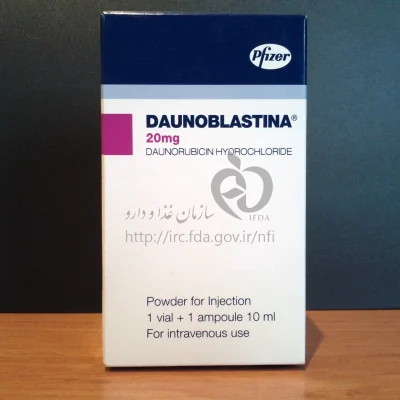 Pfizer
DAUNOBLASTINA®
20mg
DAUNORUBICIN HYDROCHLORIDE
IFDA
سازمان غذا و دارو
http://irc.fda.gov.ir/nfi
Powder for Injection
1 vial + 1 ampoule 10 ml
For intravenous use